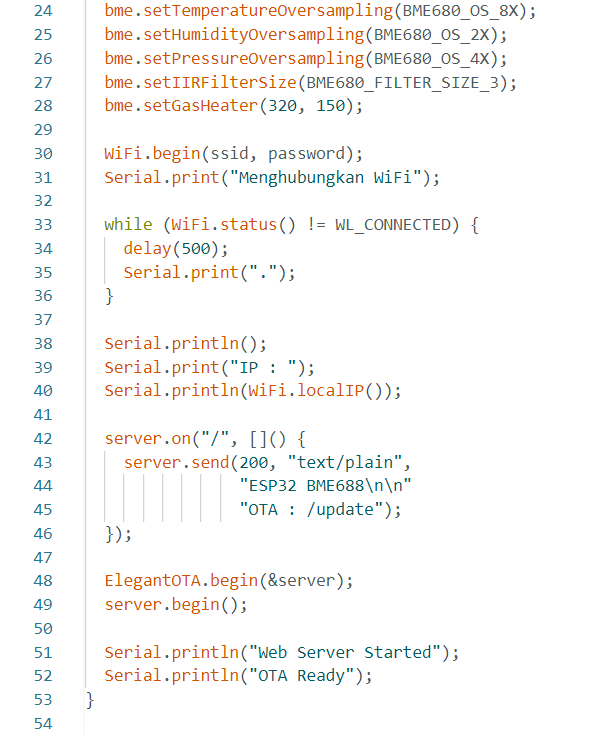 24 bme.setTemperatureOversampling(BME680_OS_8X);
25 bme.setHumidityOversampling(BME680_OS_2X);
26 bme.setPressureOversampling(BME680_OS_4X);
27 bme.setIIRFilterSize(BME680_FILTER_SIZE_3);
28 bme.setGasHeater(320, 150);
29
30 WiFi.begin(ssid, password);
31 Serial.print("Menghubungkan WiFi");
32
33 while (WiFi.status() != WL_CONNECTED) {
34 delay(500);
35 Serial.print(".");
36 }
37
38 Serial.println();
39 Serial.print("IP : ");
40 Serial.println(WiFi.localIP());
41
42 server.on("/", []() {
43 server.send(200, "text/plain",
44 "ESP32 BME688\n\n"
45 "OTA : /update");
46 });
47
48 ElegantOTA.begin(&server);
49 server.begin();
50
51 Serial.println("Web Server Started");
52 Serial.println("OTA Ready");
53 }
54